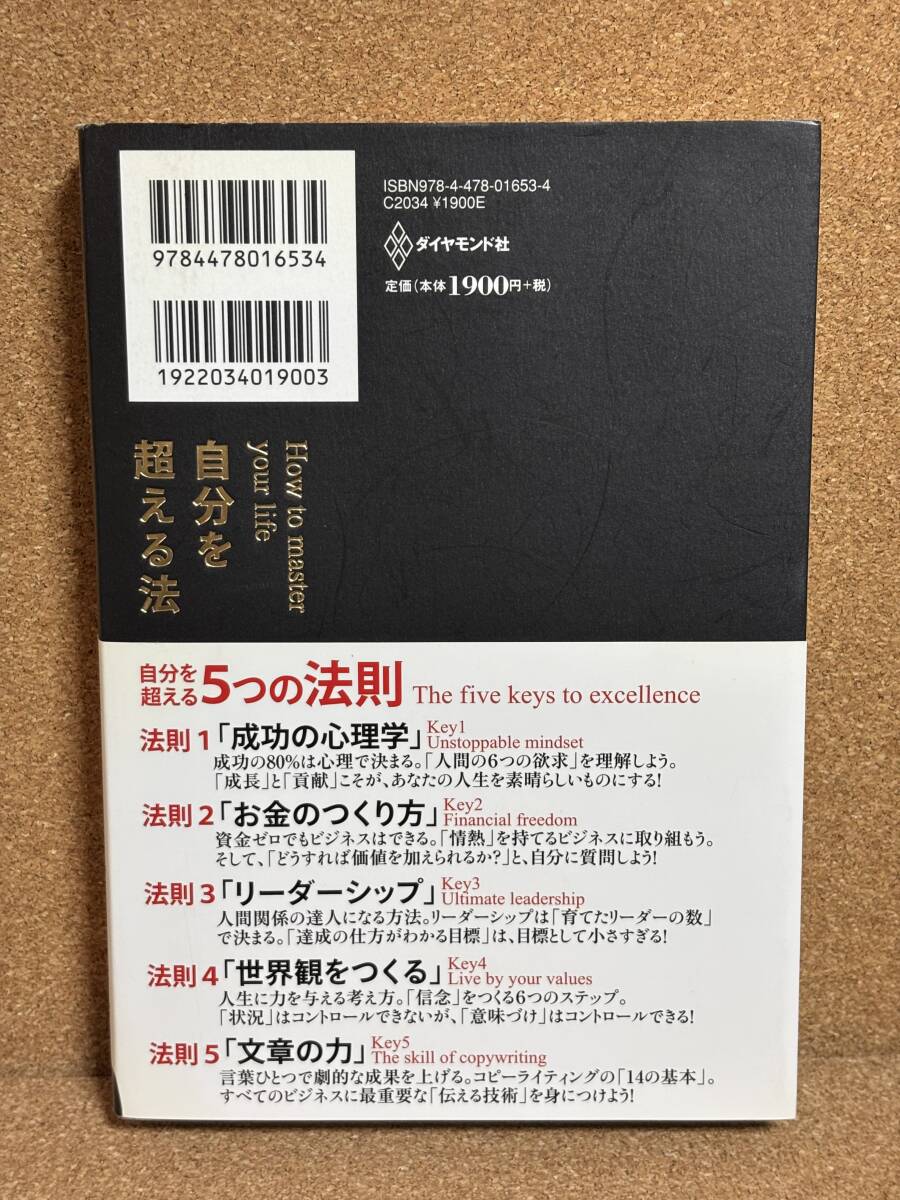 9784478016534
1922034019003
ISBN978-4-478-01653-4
C2034 ¥1900E
ダイヤモンド社
定価(本体1900円+税)
How to master
your life
自分を
超える法
自分を
超える
5つの法則 The five keys to excellence
法則1「成功の心理学」Key1
Unstoppable mindset
成功の80%は心理で決まる。「人間の6つの欲求」を理解しよう。
「成長」と「貢献」こそが、あなたの人生を素晴らしいものにする!
法則2「お金のつくり方」Key2
Financial freedom
資金ゼロでもビジネスはできる。「情熱」を持てるビジネスに取り組もう。
そして、「どうすれば価値を加えられるか?」と、自分に質問しよう!
法則3「リーダーシップ」Key3
Ultimate leadership
人間関係の達人になる方法。リーダーシップは「育てたリーダーの数」
で決まる。「達成の仕方がわかる目標」は、目標として小さすぎる!
法則4「世界観をつくる」Key4
Live by your values
人生に力を与える考え方。「信念」をつくる6つのステップ。
「状況」はコントロールできないが、「意味づけ」はコントロールできる!
法則5「文章の力」Key5
The skill of copywriting
言葉ひとつで劇的な成果を上げる。コピーライティングの「14の基本」。
すべてのビジネスに最重要な「伝える技術」を身につけよう!